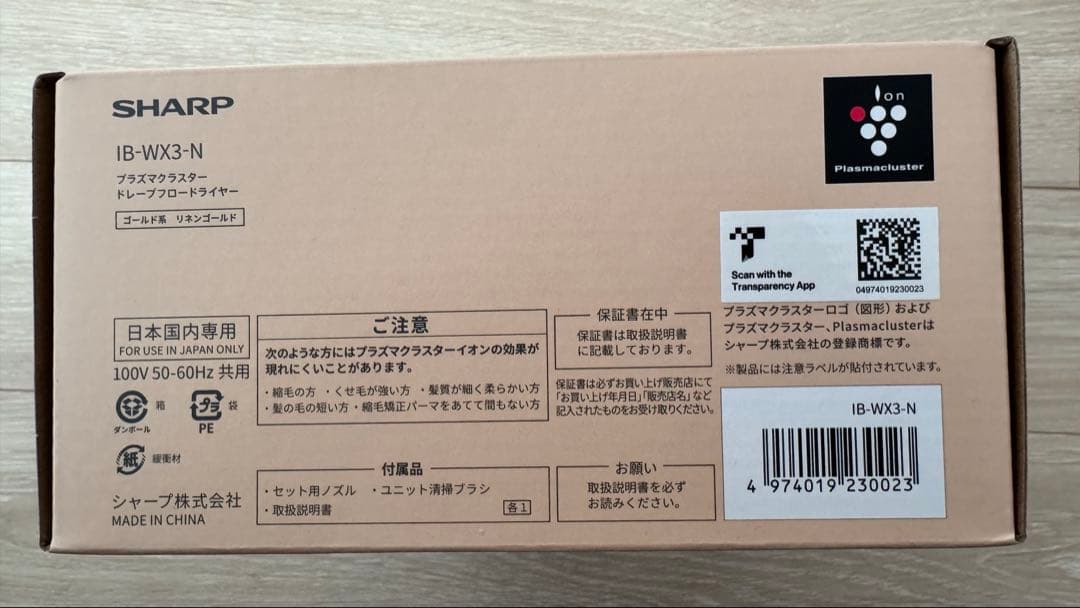 SHARP
IB-WX3-N
プラズマクラスター
ドレープフロードライヤー
ゴールド系 リネンゴールド
Ion
Plasmacluster
Scan with the
Transparency App
04974019230023
プラズマクラスターロゴ（図形）および
プラズマクラスター、Plasmaclusterは
シャープ株式会社の登録商標です。
※製品には注意ラベルが貼付されています。
日本国内専用
FOR USE IN JAPAN ONLY
100V 50-60Hz 共用
箱
ダンボール
プラ
袋
PE
紙
緩衝材
シャープ株式会社
MADE IN CHINA
ご注意
次のような方にはプラズマクラスターイオンの効果が
現れにくいことがあります。
・縮毛の方 ・くせ毛が強い方 ・髪質が細く柔らかい方
・髪の毛の短い方 ・縮毛矯正パーマをあてて間もない方
付属品
・セット用ノズル ・ユニット清掃ブラシ
・取扱説明書
各1
保証書在中
保証書は取扱説明書
に記載しております。
保証書は必ずお買い上げ販売店にて
「お買い上げ年月日」「販売店名」など
記入されたものをお受け取りください。
お願い
取扱説明書を必ず
お読みください。
IB-WX3-N
4 974019 230023